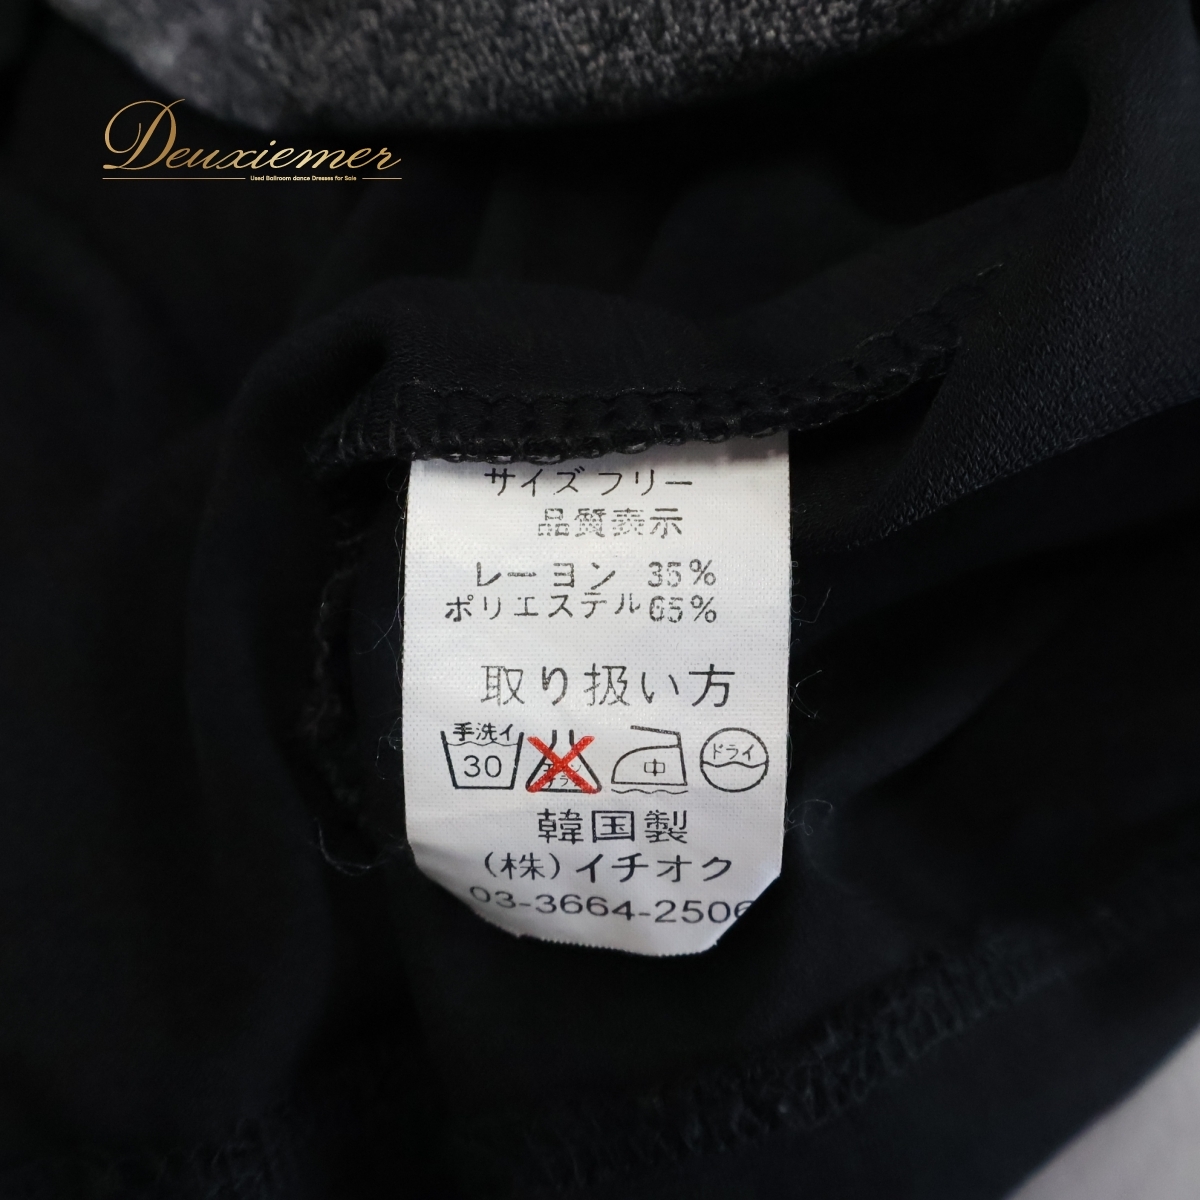 Deuxiemer
Used Ballroom dance Dresses for Sale
サイズ フリー
品質表示
レーヨン 35%
ポリエステル 65%
取り扱い方
手洗イ
30
中
ドライ
韓国製
(株)イチオク
03-3664-2506